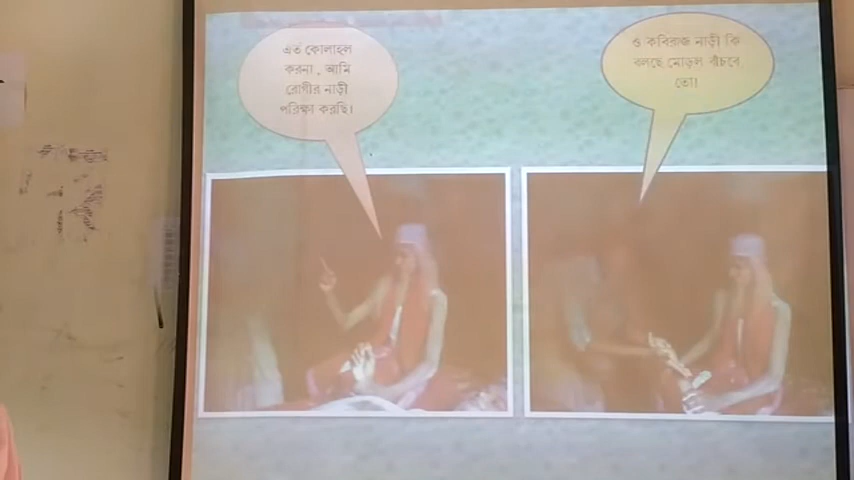 এত কোলাহল
করনা, আমি
রোগীর নাড়ী
পরিক্ষা করছি।
ও কবিরাজ নাড়ী কি
বলছে মোড়ল বাঁচবে
তো।